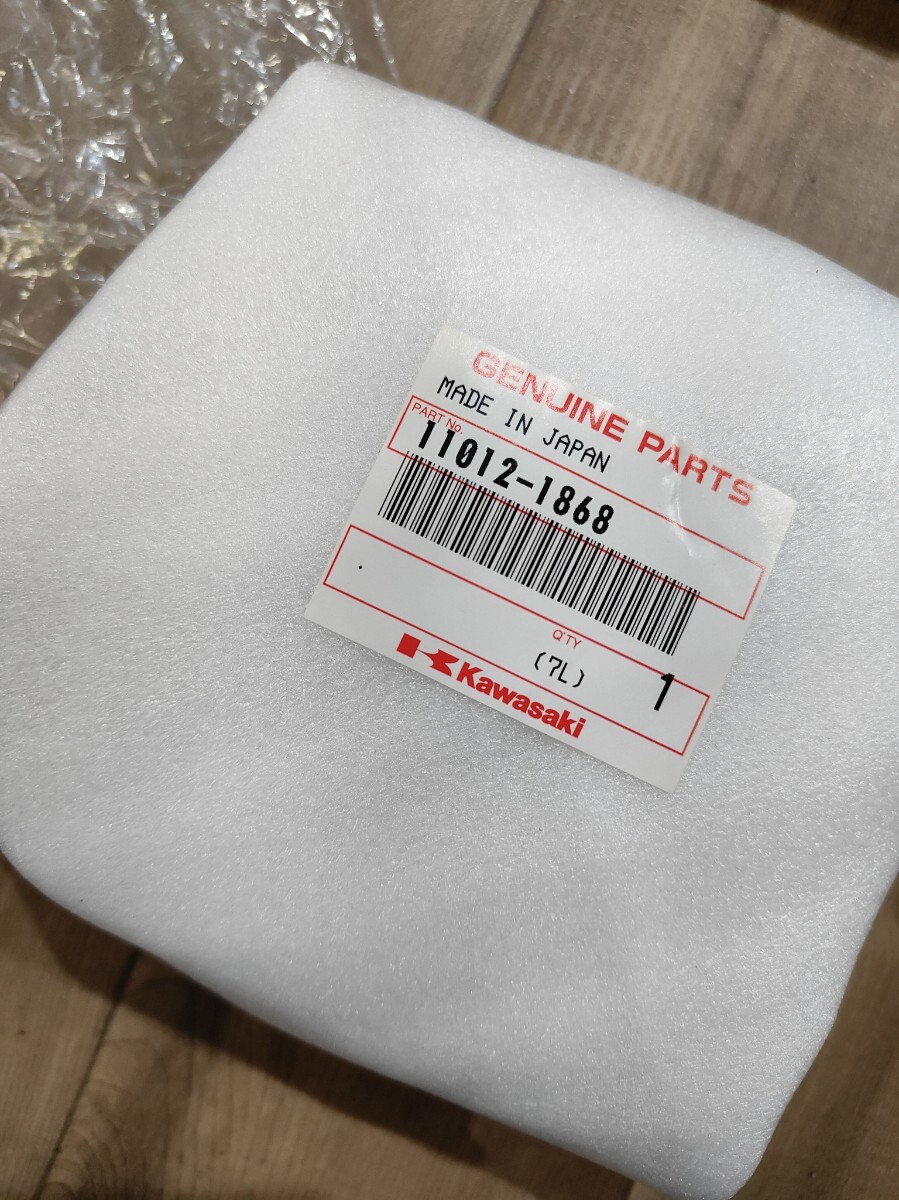 GENUINE PARTS
MADE IN JAPAN
PART No.
11012-1868
Q'TY
(7L) 1
Kawasaki